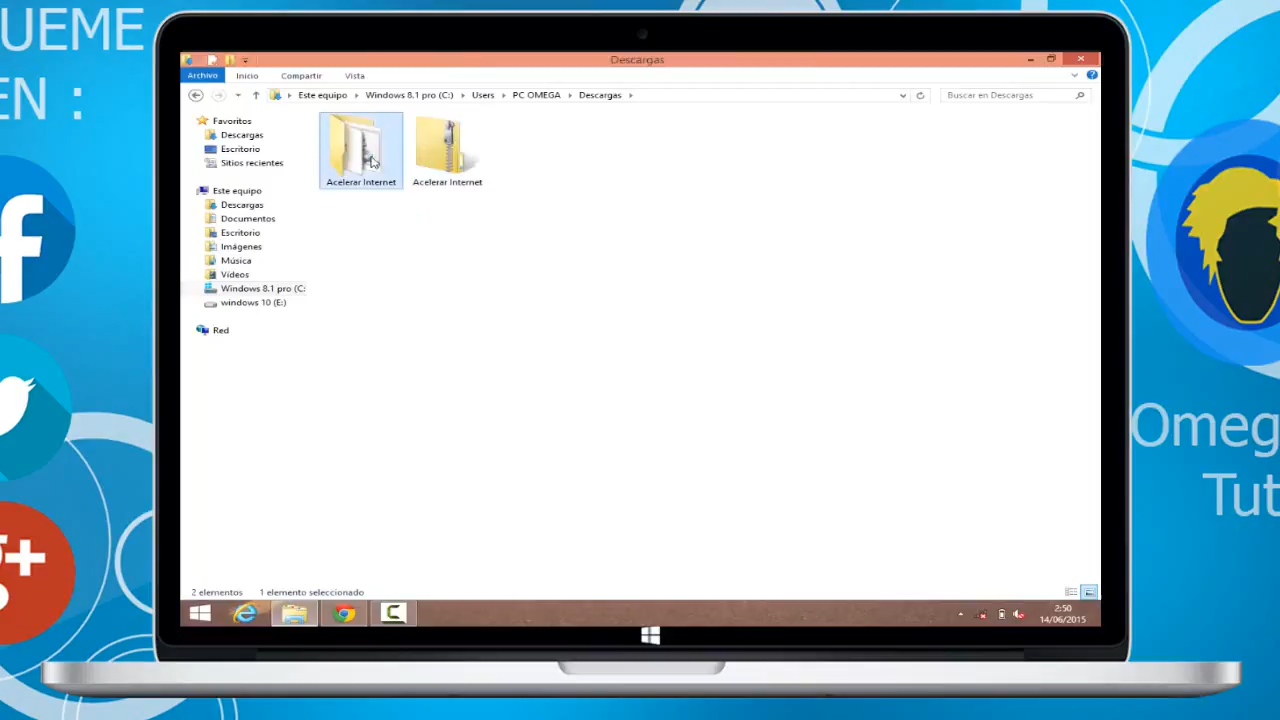 UEME
EN :
Descargas
Archivo Inicio Compartir Vista
Este equipo Windows 8.1 pro (C:) Users PC OMEGA Descargas Buscar en Descargas
Favoritos
Descargas
Escritorio
Sitios recientes
Este equipo
Descargas
Documentos
Escritorio
Imágenes
Música
Vídeos
Windows 8.1 pro (C:
windows 10 (E:)
Red
Acelerar Internet Acelerar Internet
2 elementos 1 elemento seleccionado
2:50
14/06/2015
Omeg
Tut